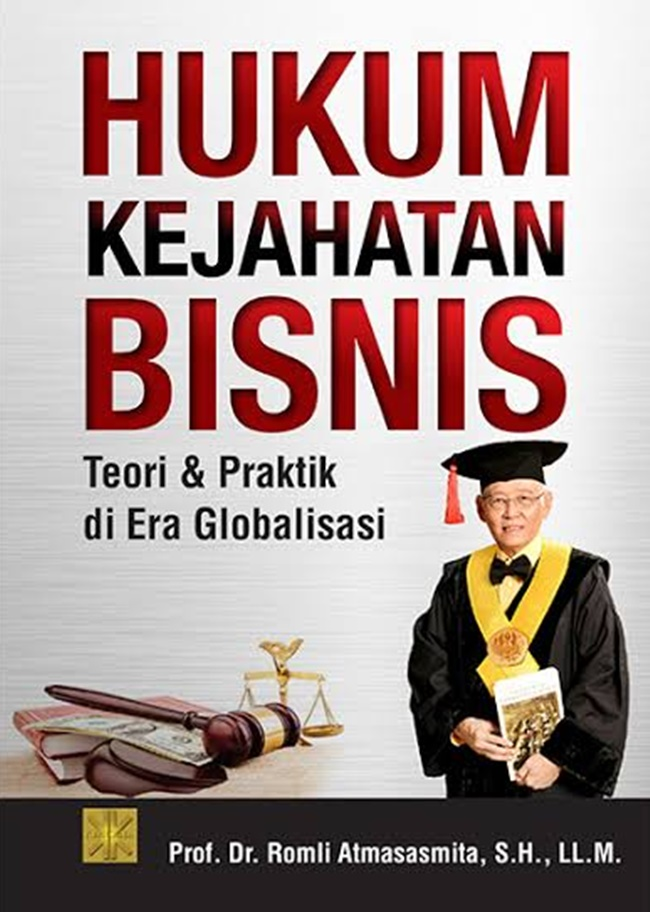 HUKUM
KEJAHATAN
BISNIS
Teori & Praktik
di Era Globalisasi
Prof. Dr. Romli Atmasasmita, S.H., LL.M.